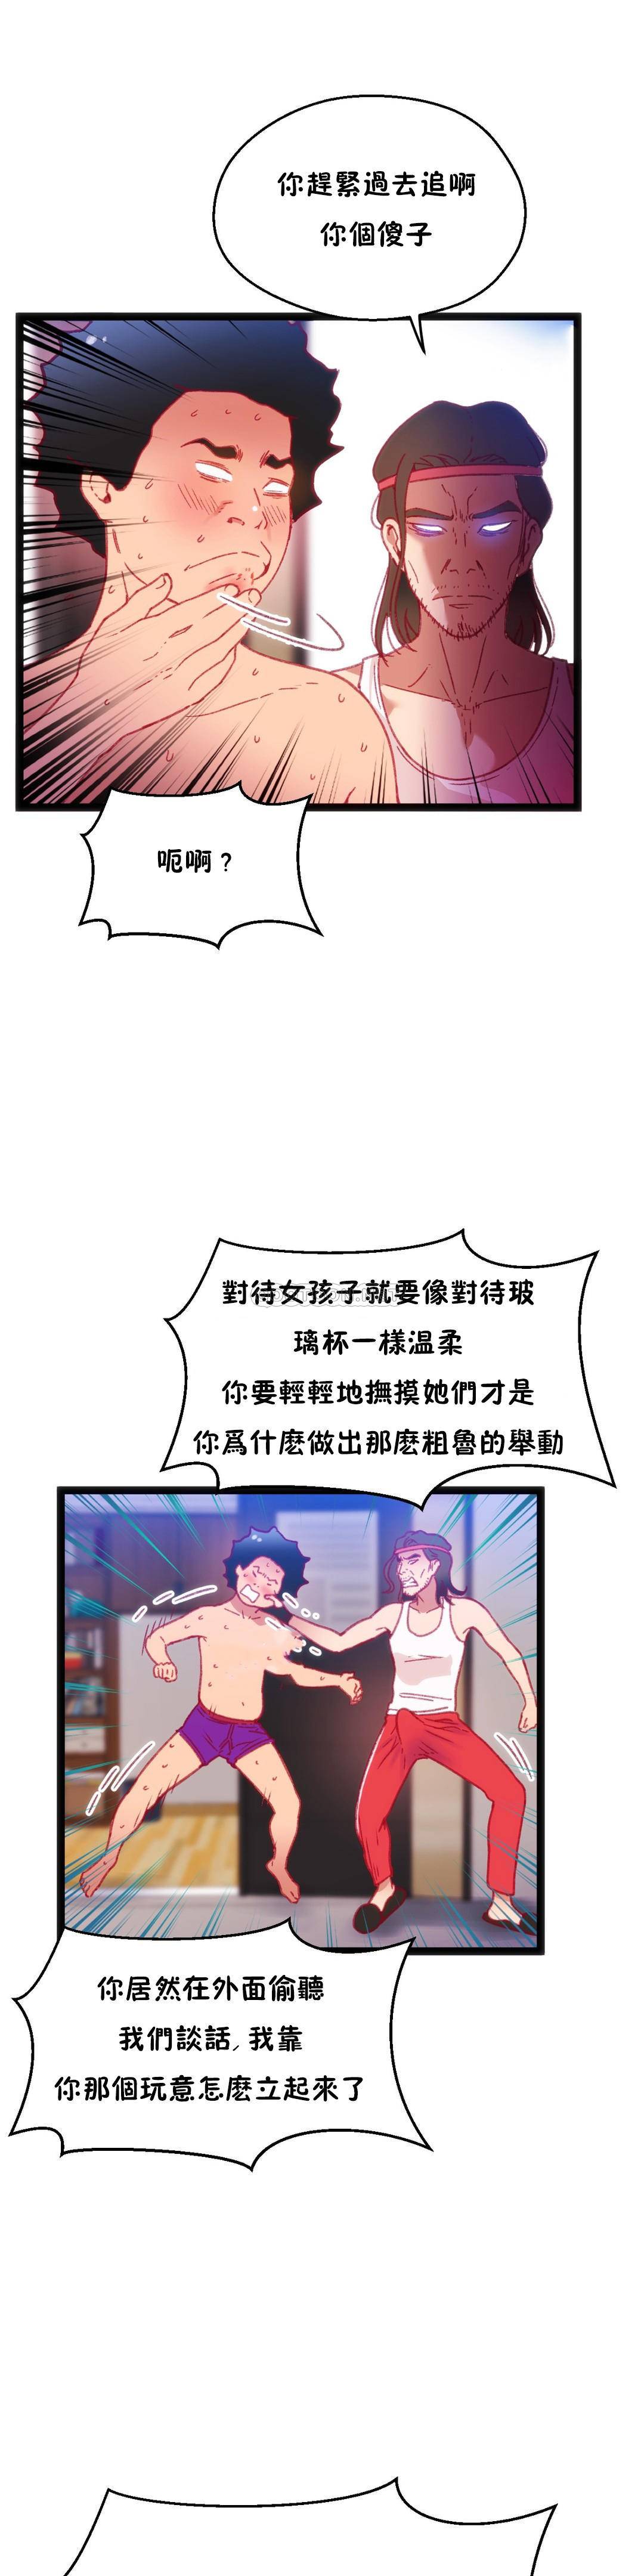 你趕緊過去追啊
你個傻子
呃啊？
對待女孩子就要像對待玻
璃杯一樣溫柔
你要輕輕地撫摸她們才是
你爲什麽做出那麽粗魯的舉動
你居然在外面偷聽
我們談話，我靠
你那個玩意怎麽立起來了